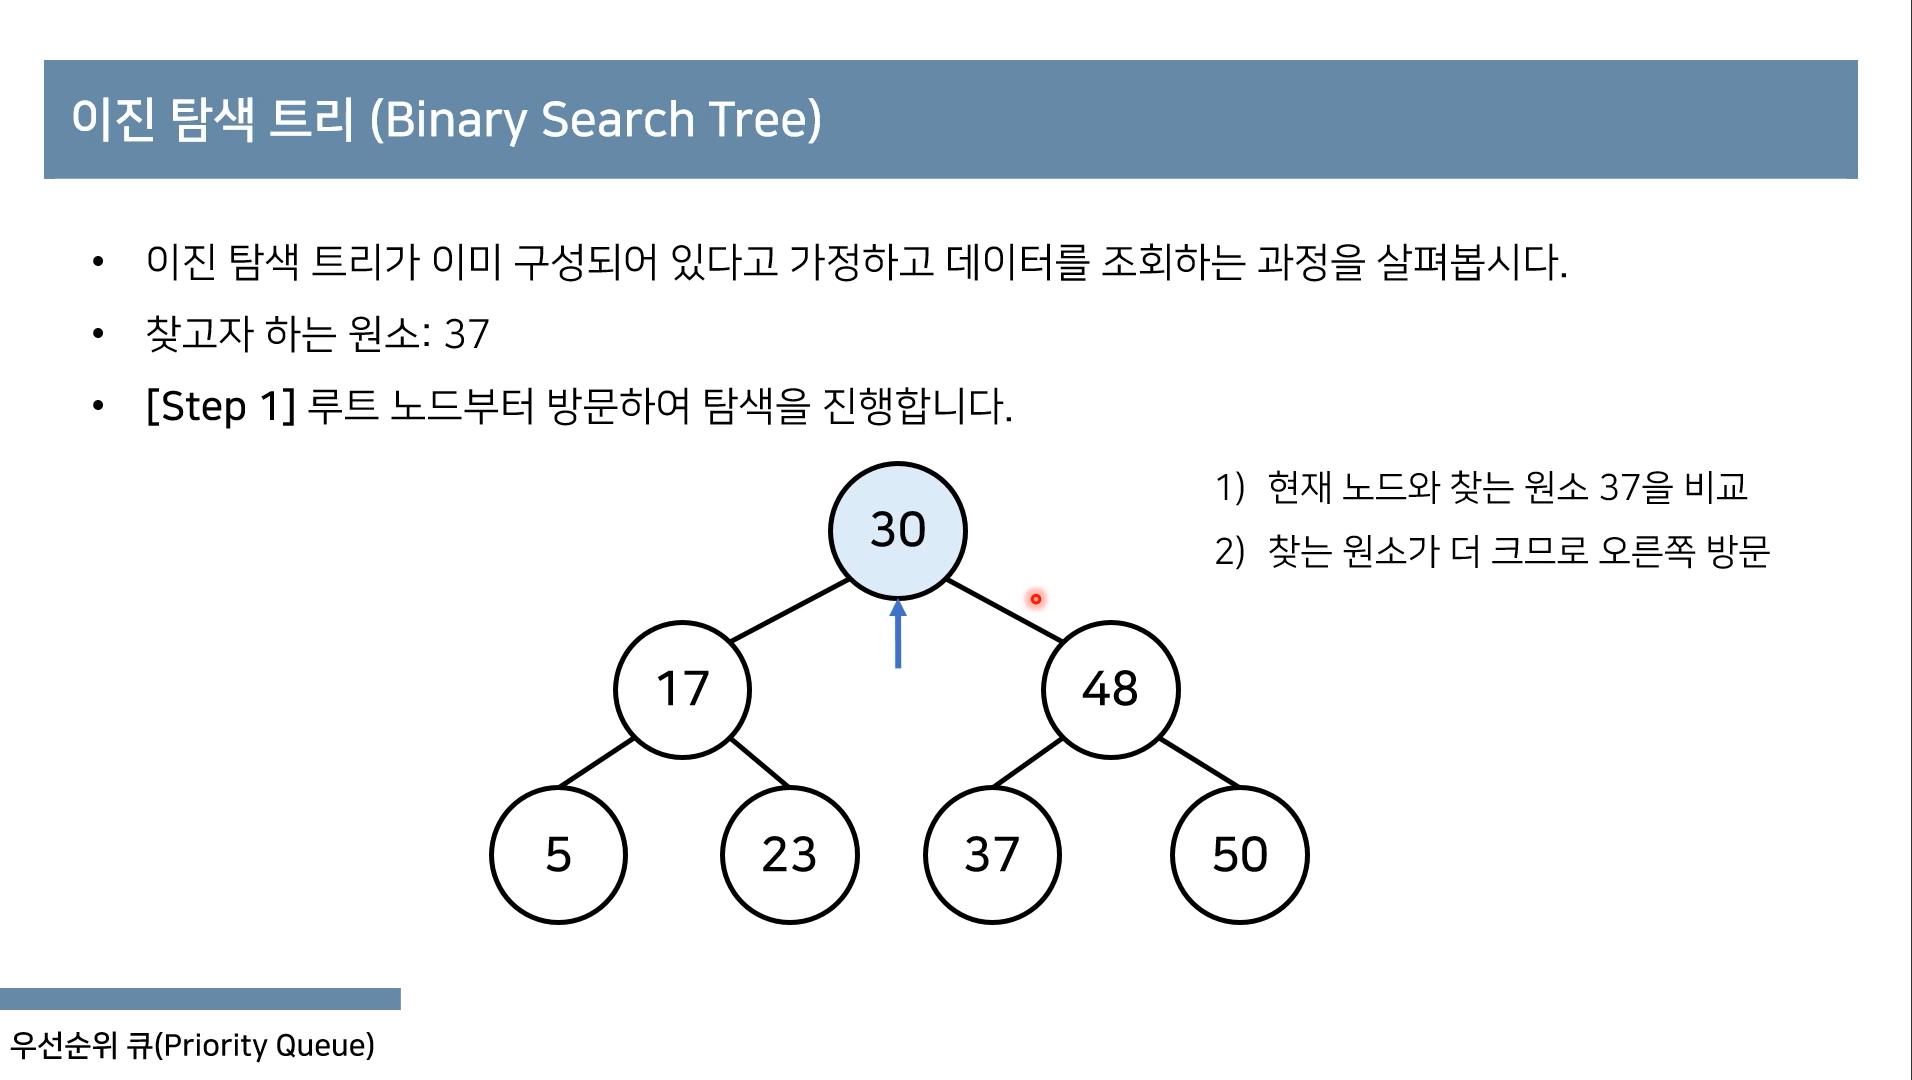 이진 탐색 트리 (Binary Search Tree)
• 이진 탐색 트리가 이미 구성되어 있다고 가정하고 데이터를 조회하는 과정을 살펴봅시다.
• 찾고자 하는 원소: 37
• [Step 1] 루트 노드부터 방문하여 탐색을 진행합니다.
1) 현재 노드와 찾는 원소 37을 비교
2) 찾는 원소가 더 크므로 오른쪽 방문
30
17 48
5 23 37 50
우선순위 큐(Priority Queue)